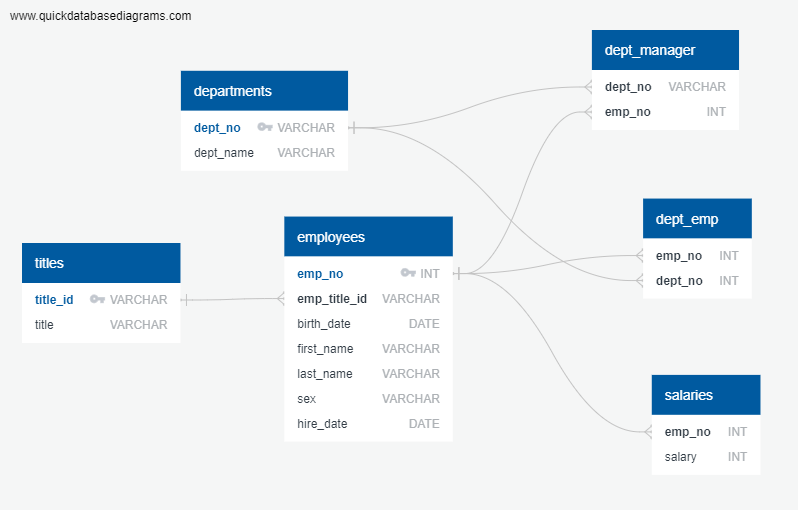 www.quickdatabasediagrams.com
departments
dept_no VARCHAR
dept_name VARCHAR
dept_manager
dept_no VARCHAR
emp_no INT
titles
title_id VARCHAR
title VARCHAR
employees
emp_no INT
emp_title_id VARCHAR
birth_date DATE
first_name VARCHAR
last_name VARCHAR
sex VARCHAR
hire_date DATE
dept_emp
emp_no INT
dept_no INT
salaries
emp_no INT
salary INT